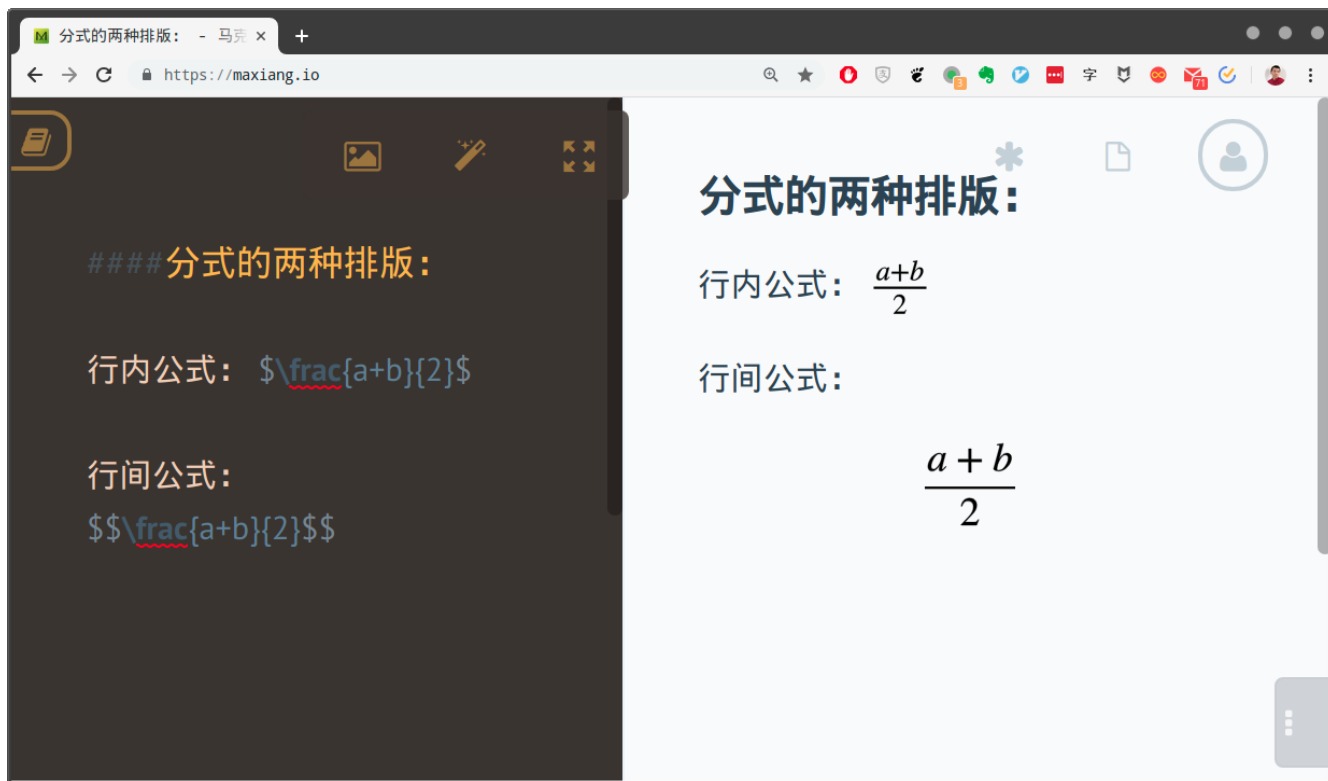 分式的两种排版： - 马克
https://maxiang.io
3
字
71
####分式的两种排版：
行内公式： $\frac{a+b}{2}$
行间公式：
$$\frac{a+b}{2}$$
分式的两种排版：
行内公式： a+b
2
行间公式：
a + b
2